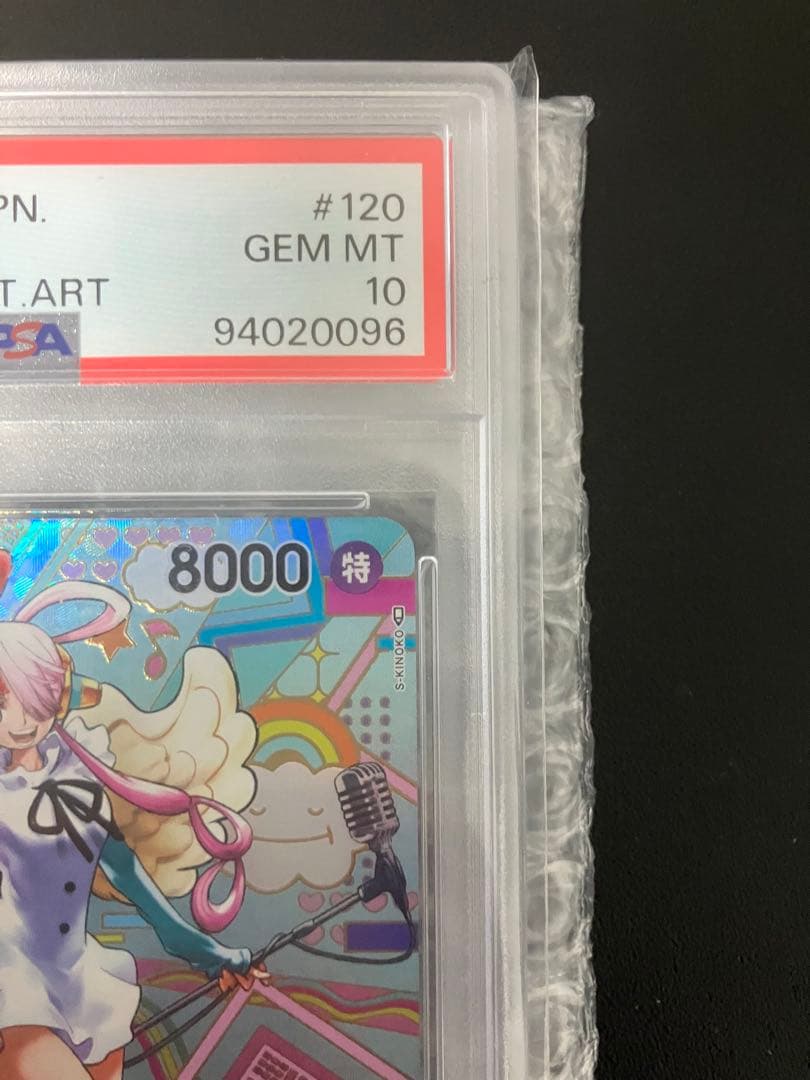 PN. #120
GEM MT
T.ART 10
PSA 94020096
8000 特
S-KINOKO